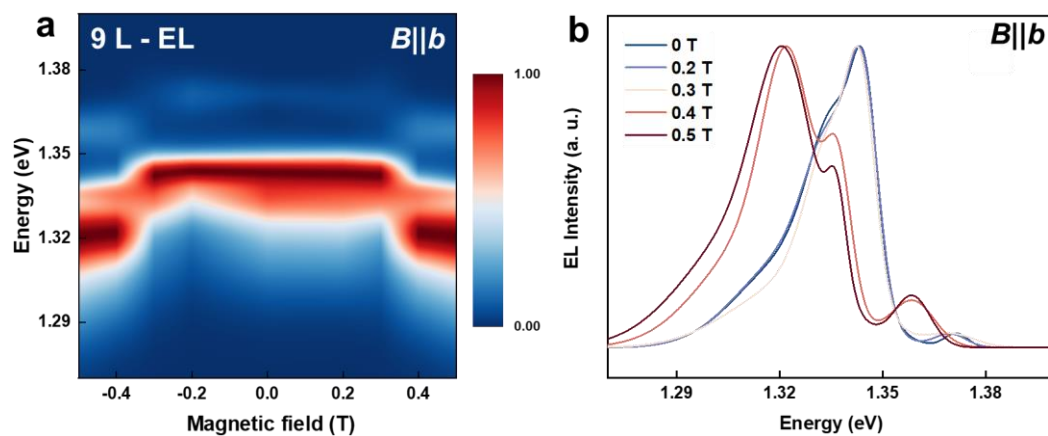 a
9 L - EL
B||b
1.38
1.35
1.32
1.29
Energy (eV)
-0.4
-0.2
0.0
0.2
0.4
Magnetic field (T)
1.00
0.00
b
B||b
0 T
0.2 T
0.3 T
0.4 T
0.5 T
EL Intensity (a. u.)
1.29
1.32
1.35
1.38
Energy (eV)